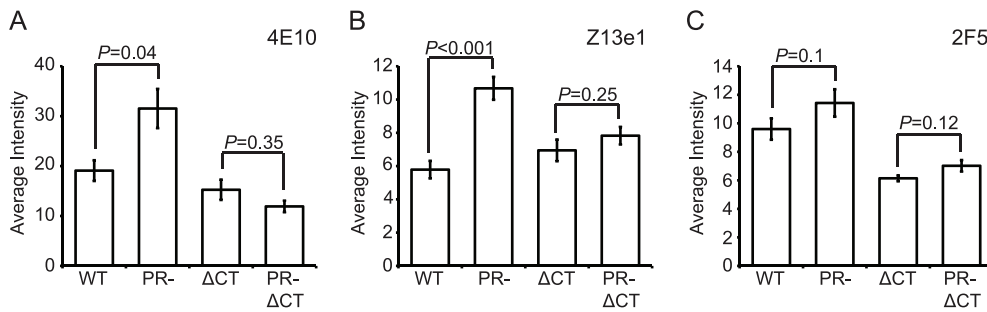 A
4E10
Average Intensity
40
30
20
10
0
P=0.04
P=0.35
WT
PR-
ΔCT
PR-
ΔCT
B
Z13e1
Average Intensity
12
10
8
6
4
2
0
P<0.001
P=0.25
WT
PR-
ΔCT
PR-
ΔCT
C
2F5
Average Intensity
14
12
10
8
6
4
2
0
P=0.1
P=0.12
WT
PR-
ΔCT
PR-
ΔCT